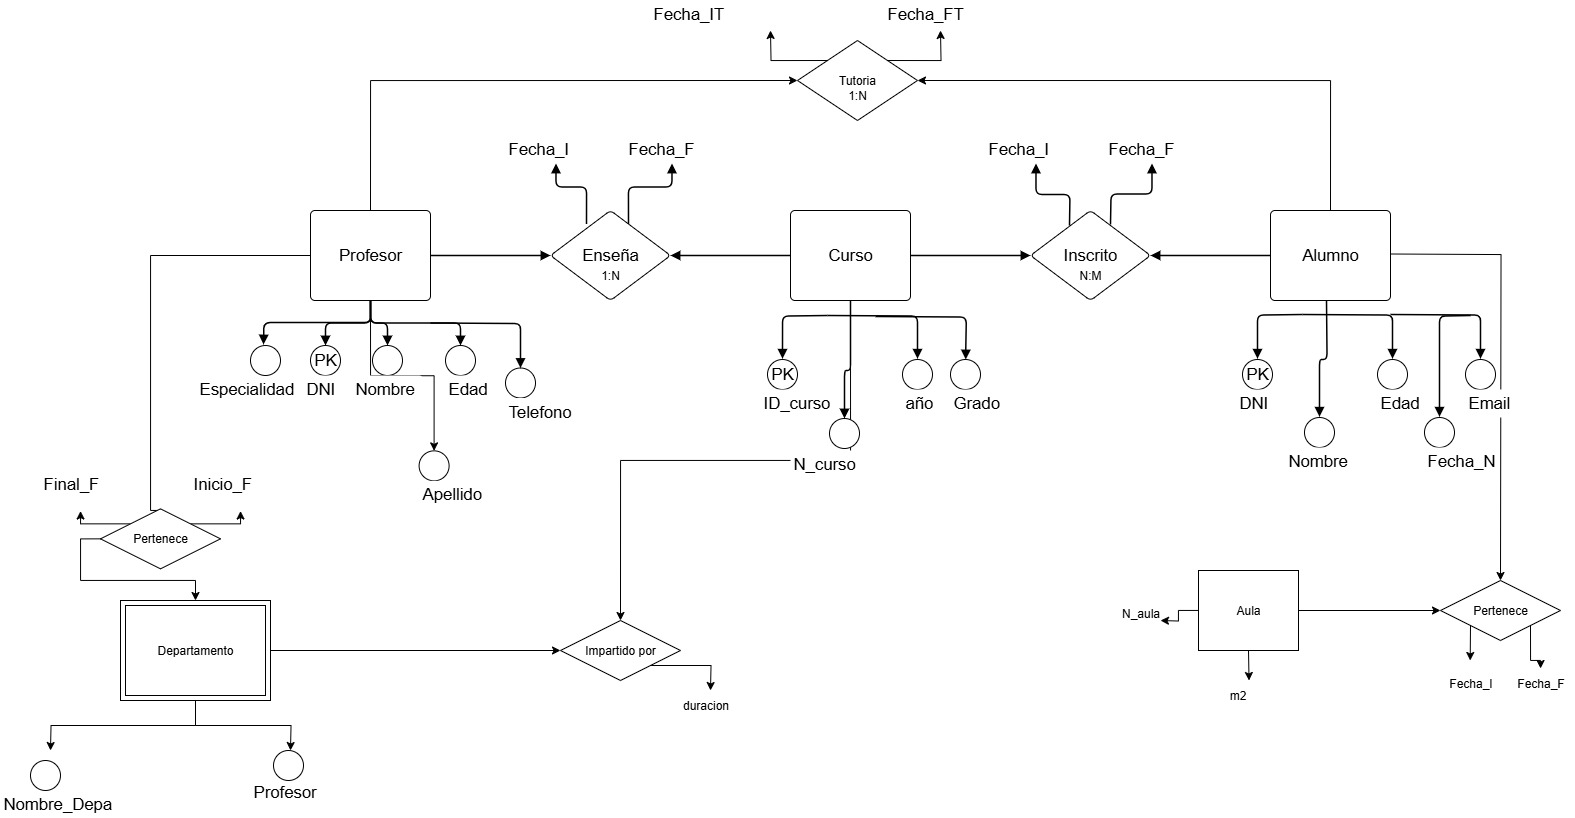 Fecha_IT
Fecha_FT
Tutoria
1:N
Fecha_I
Fecha_F
Fecha_I
Fecha_F
Profesor
Enseña
1:N
Curso
Inscrito
N:M
Alumno
PK
PK
PK
Especialidad
DNI
Nombre
Edad
Telefono
ID_curso
año
Grado
DNI
Edad
Email
N_curso
Nombre
Fecha_N
Apellido
Final_F
Inicio_F
Pertenece
Departamento
Impartido por
duracion
N_aula
Aula
Pertenece
m2
Fecha_I
Fecha_F
Nombre_Depa
Profesor